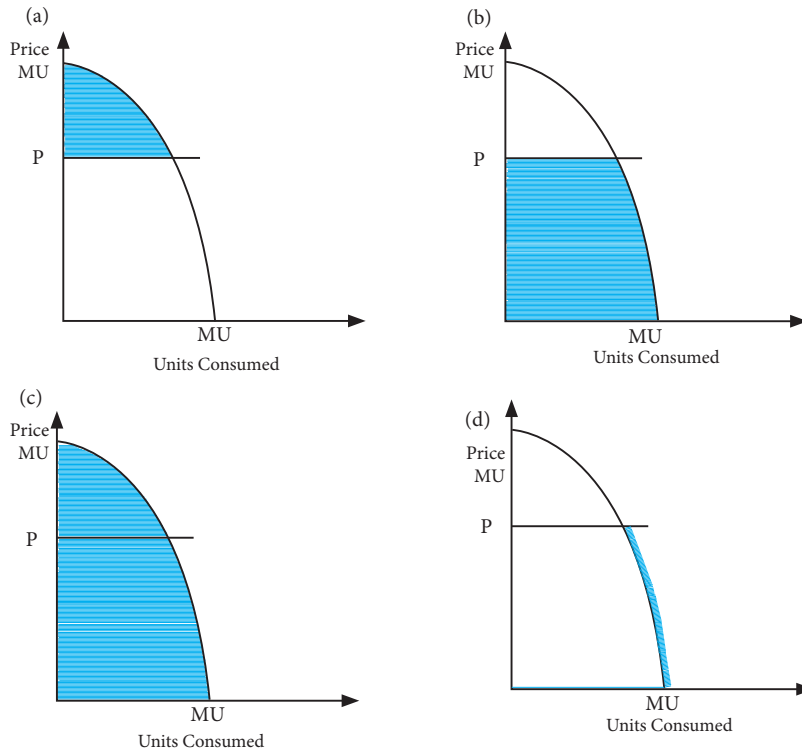 (a)
Price
MU
P
MU
Units Consumed
(b)
Price
MU
P
MU
Units Consumed
(c)
Price
MU
P
MU
Units Consumed
(d)
Price
MU
P
MU
Units Consumed